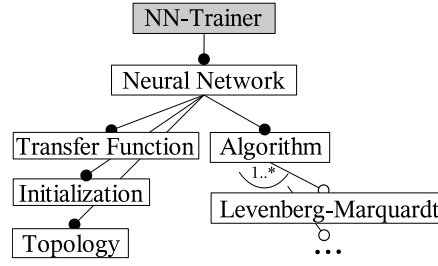 NN-Trainer
Neural Network
Transfer Function
Algorithm
1..*
Initialization
Levenberg-Marquardt
Topology
...